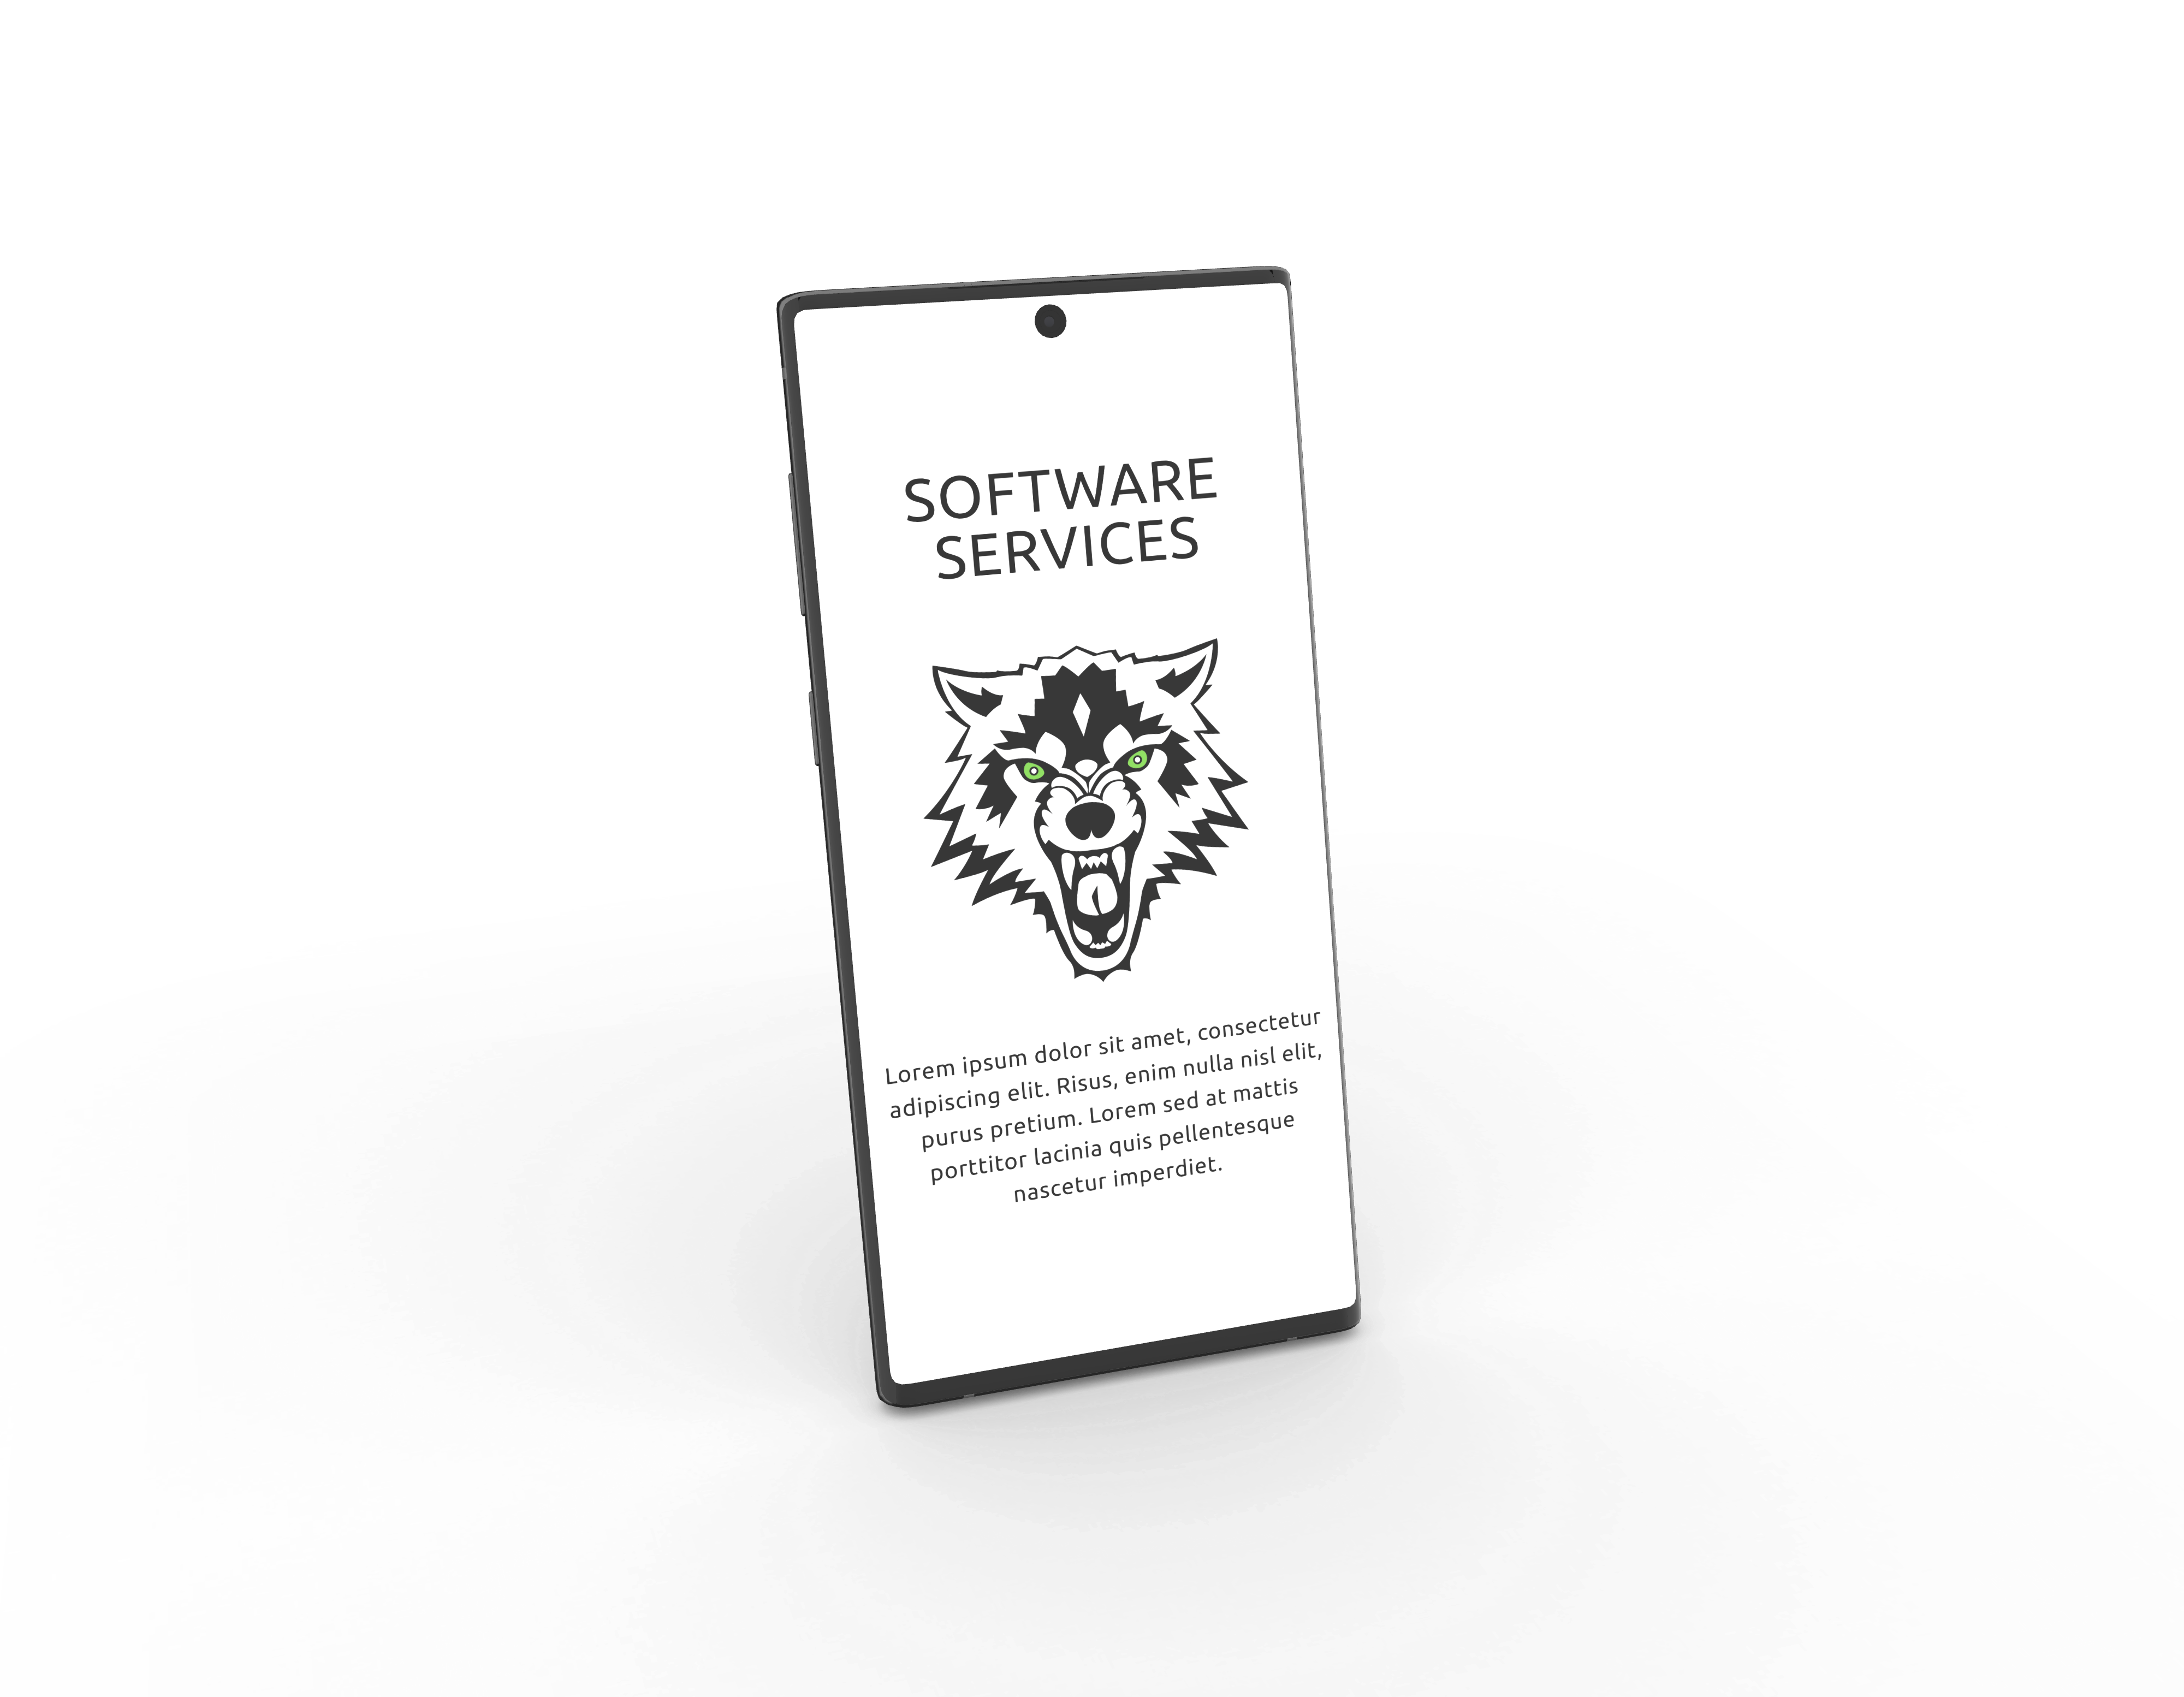 SOFTWARE
SERVICES
Lorem ipsum dolor sit amet, consectetur
adipiscing elit. Risus, enim nulla nisl elit,
purus pretium. Lorem sed at mattis
porttitor lacinia quis pellentesque
nascetur imperdiet.